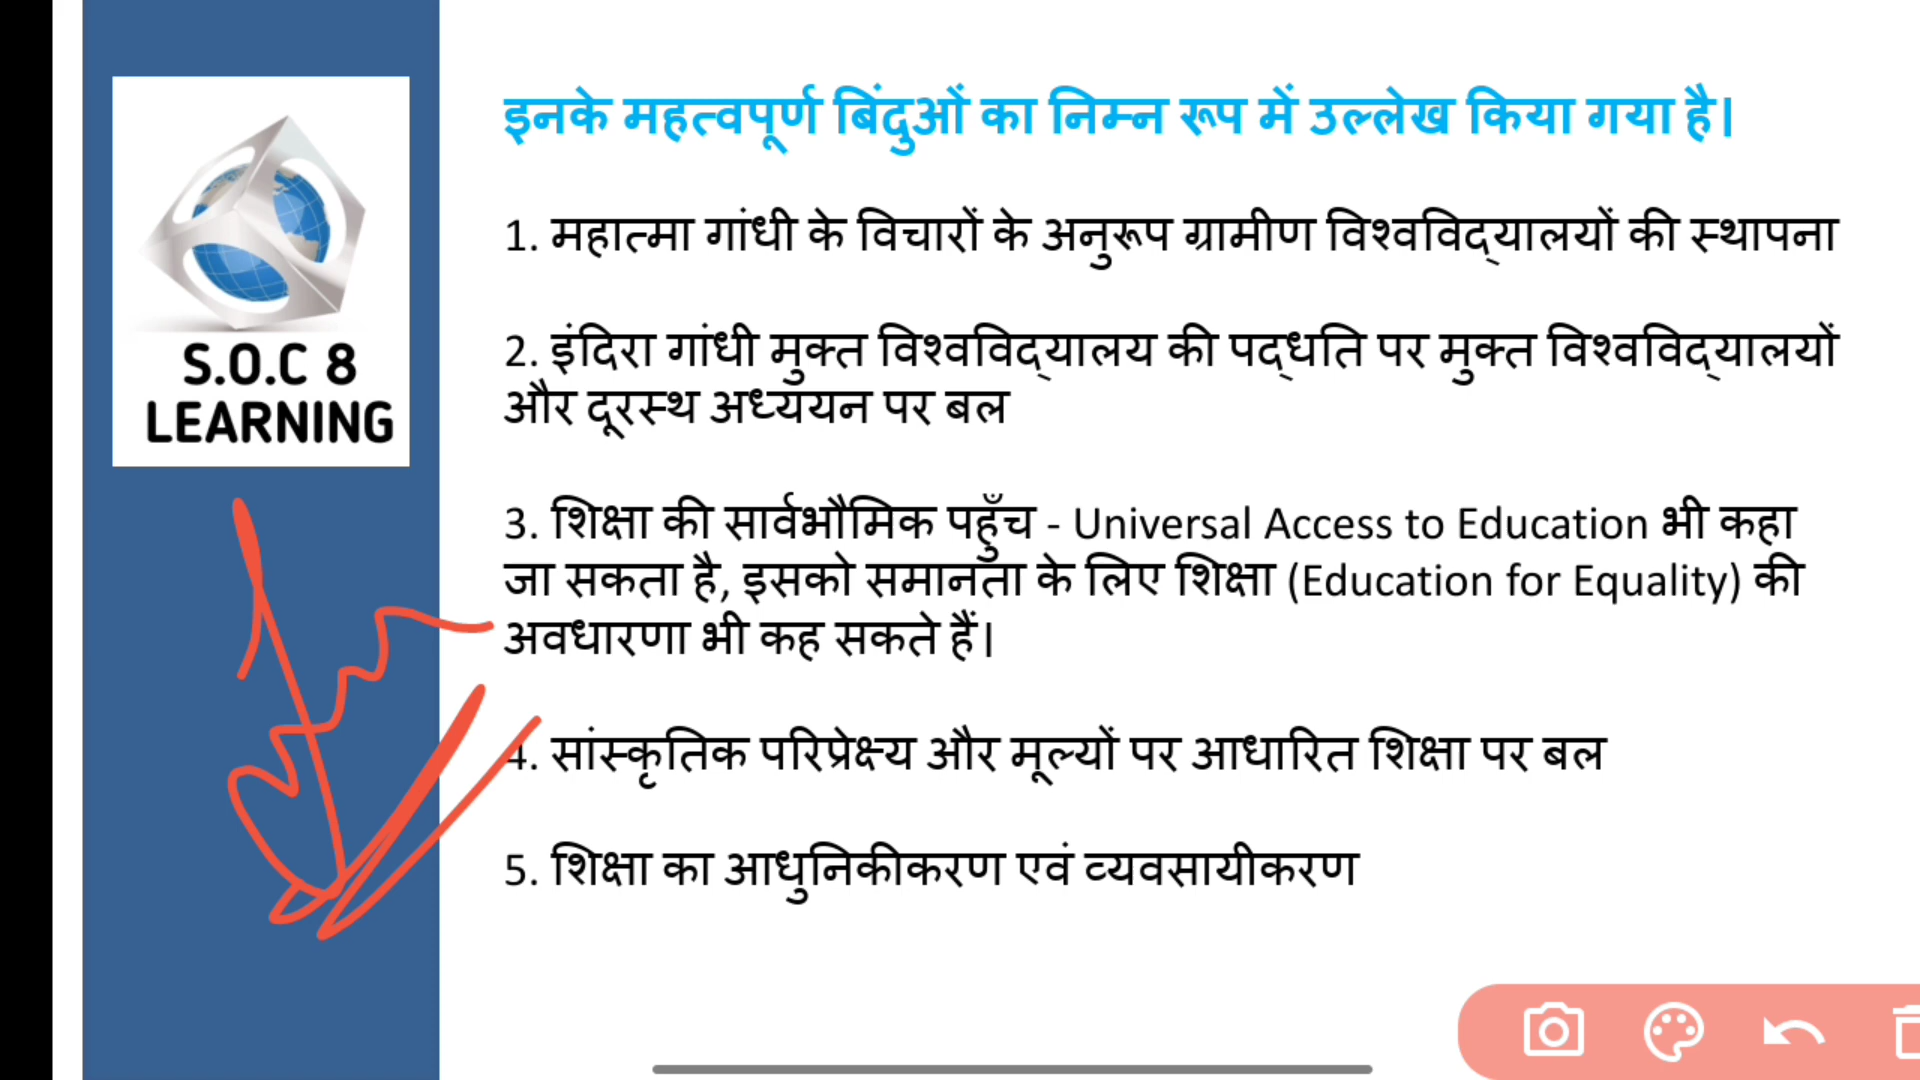 S.O.C 8
LEARNING
इनके महत्वपूर्ण बिंदुओं का निम्न रूप में उल्लेख किया गया है।
1. महात्मा गांधी के विचारों के अनुरूप ग्रामीण विश्वविद्यालयों की स्थापना
2. इंदिरा गांधी मुक्त विश्वविद्यालय की पद्धति पर मुक्त विश्वविद्यालयों
और दूरस्थ अध्ययन पर बल
3. शिक्षा की सार्वभौमिक पहुँच - Universal Access to Education भी कहा
जा सकता है, इसको समानता के लिए शिक्षा (Education for Equality) की
अवधारणा भी कह सकते हैं।
4. सांस्कृतिक परिप्रेक्ष्य और मूल्यों पर आधारित शिक्षा पर बल
5. शिक्षा का आधुनिकीकरण एवं व्यवसायीकरण